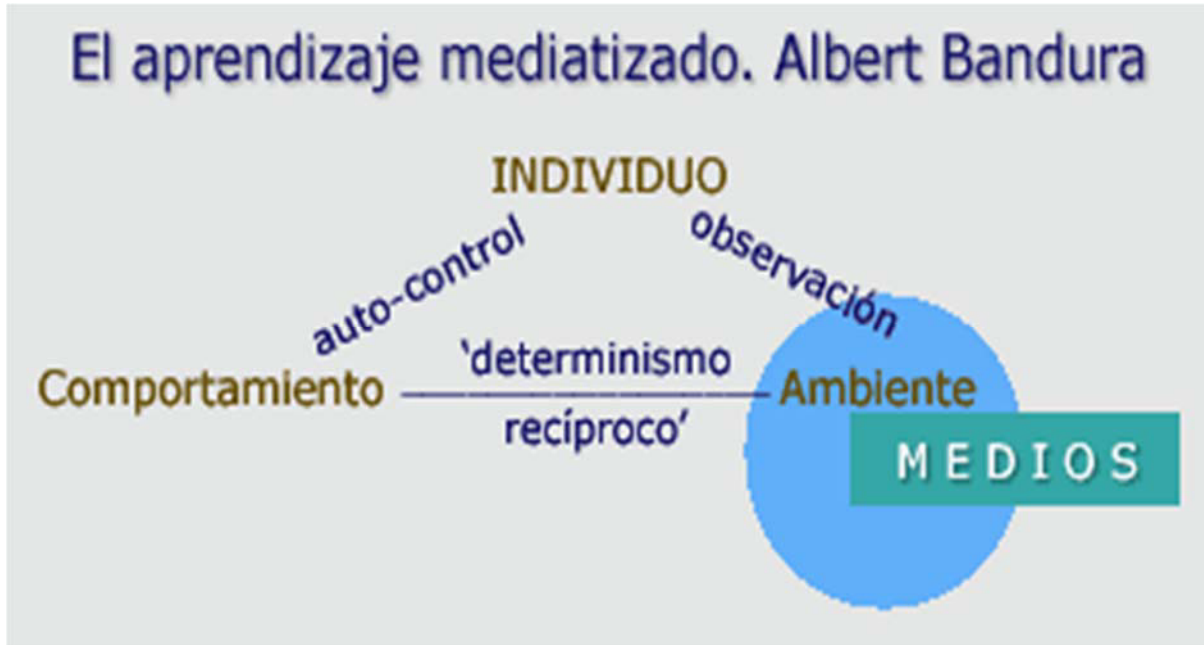 El aprendizaje mediatizado. Albert Bandura
INDIVIDUO
auto-control
observación
'determinismo
recíproco'
Comportamiento
Ambiente
MEDIOS